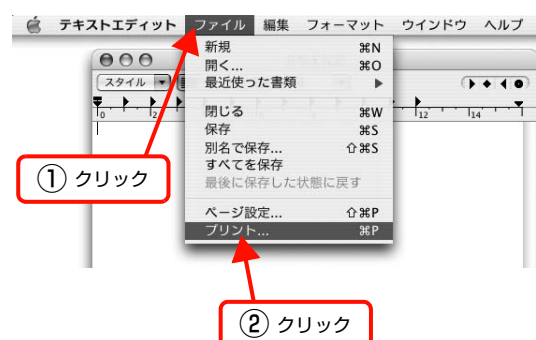 テキストエディット ファイル 編集 フォーマット ウインドウ ヘルプ
新規 ⌘N
開く... ⌘O
最近使った書類 ▶
閉じる ⌘W
保存 ⌘S
別名で保存... ⇧⌘S
すべてを保存
最後に保存した状態に戻す
ページ設定... ⇧⌘P
プリント... ⌘P
スタイル
0 2 12 14
① クリック
② クリック